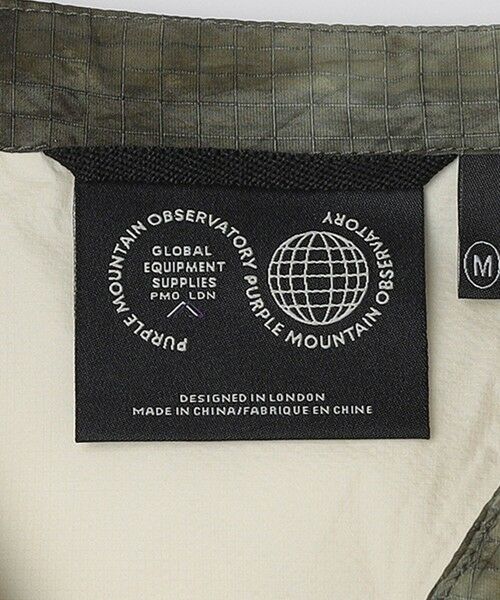 PURPLE MOUNTAIN OBSERVATORY PURPLE MOUNTAIN OBSERVATORY
GLOBAL
EQUIPMENT
SUPPLIES
PMO LDN
DESIGNED IN LONDON
MADE IN CHINA/FABRIQUE EN CHINE
M